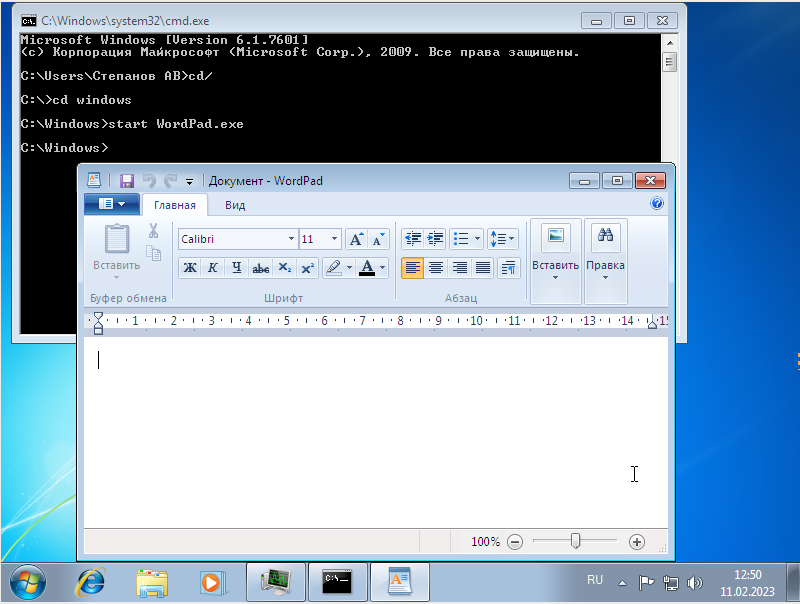 C:\Windows\system32\cmd.exe
Microsoft Windows [Version 6.1.7601]
(c) Корпорация Майкрософт (Microsoft Corp.), 2009. Все права защищены.
C:\Users\Степанов АВ>cd/
C:\>cd windows
C:\Windows>start WordPad.exe
C:\Windows>
Документ - WordPad
Главная Вид
Calibri 11
Вставить
Ж К Ч abc X₂ X² A
Вставить Правка
Буфер обмена Шрифт Абзац
1 2 3 4 5 6 7 8 9 10 11 12 13 14 15
100%
RU 12:50
11.02.2023